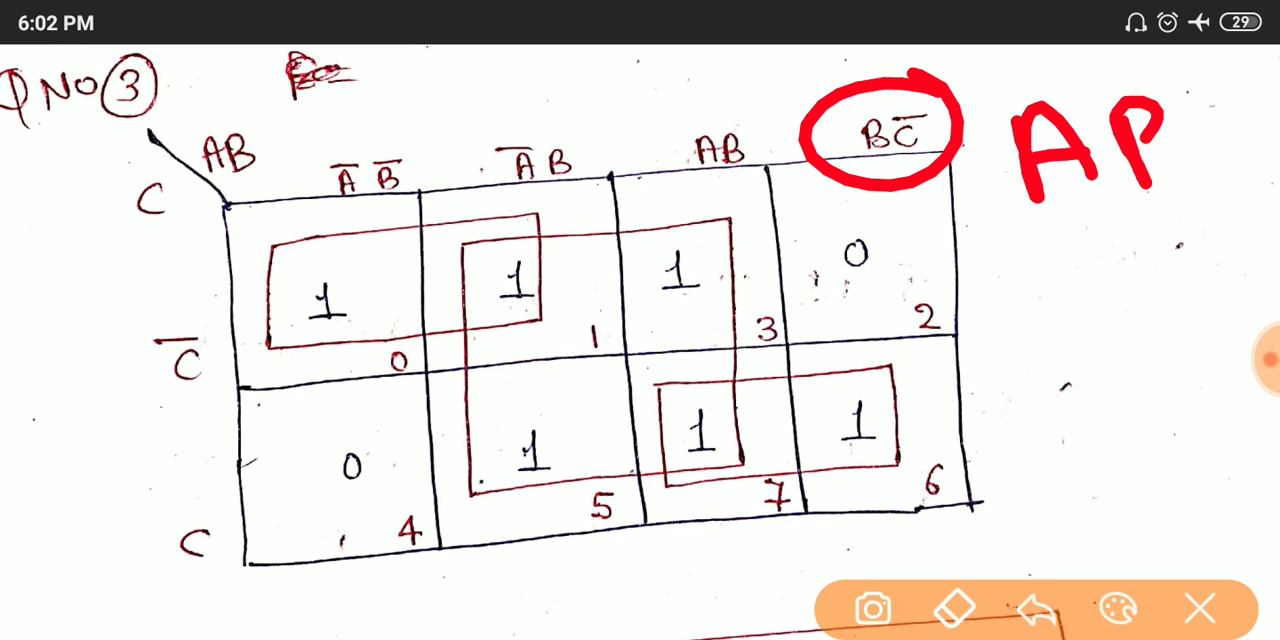 6:02 PM
29
QNO 3
AB
C
A̅ B̅
A̅ B
AB
BC̅
AP
1 1 1 0
C̅
0 1 3 2
0 1 1 1
C
4 5 7 6